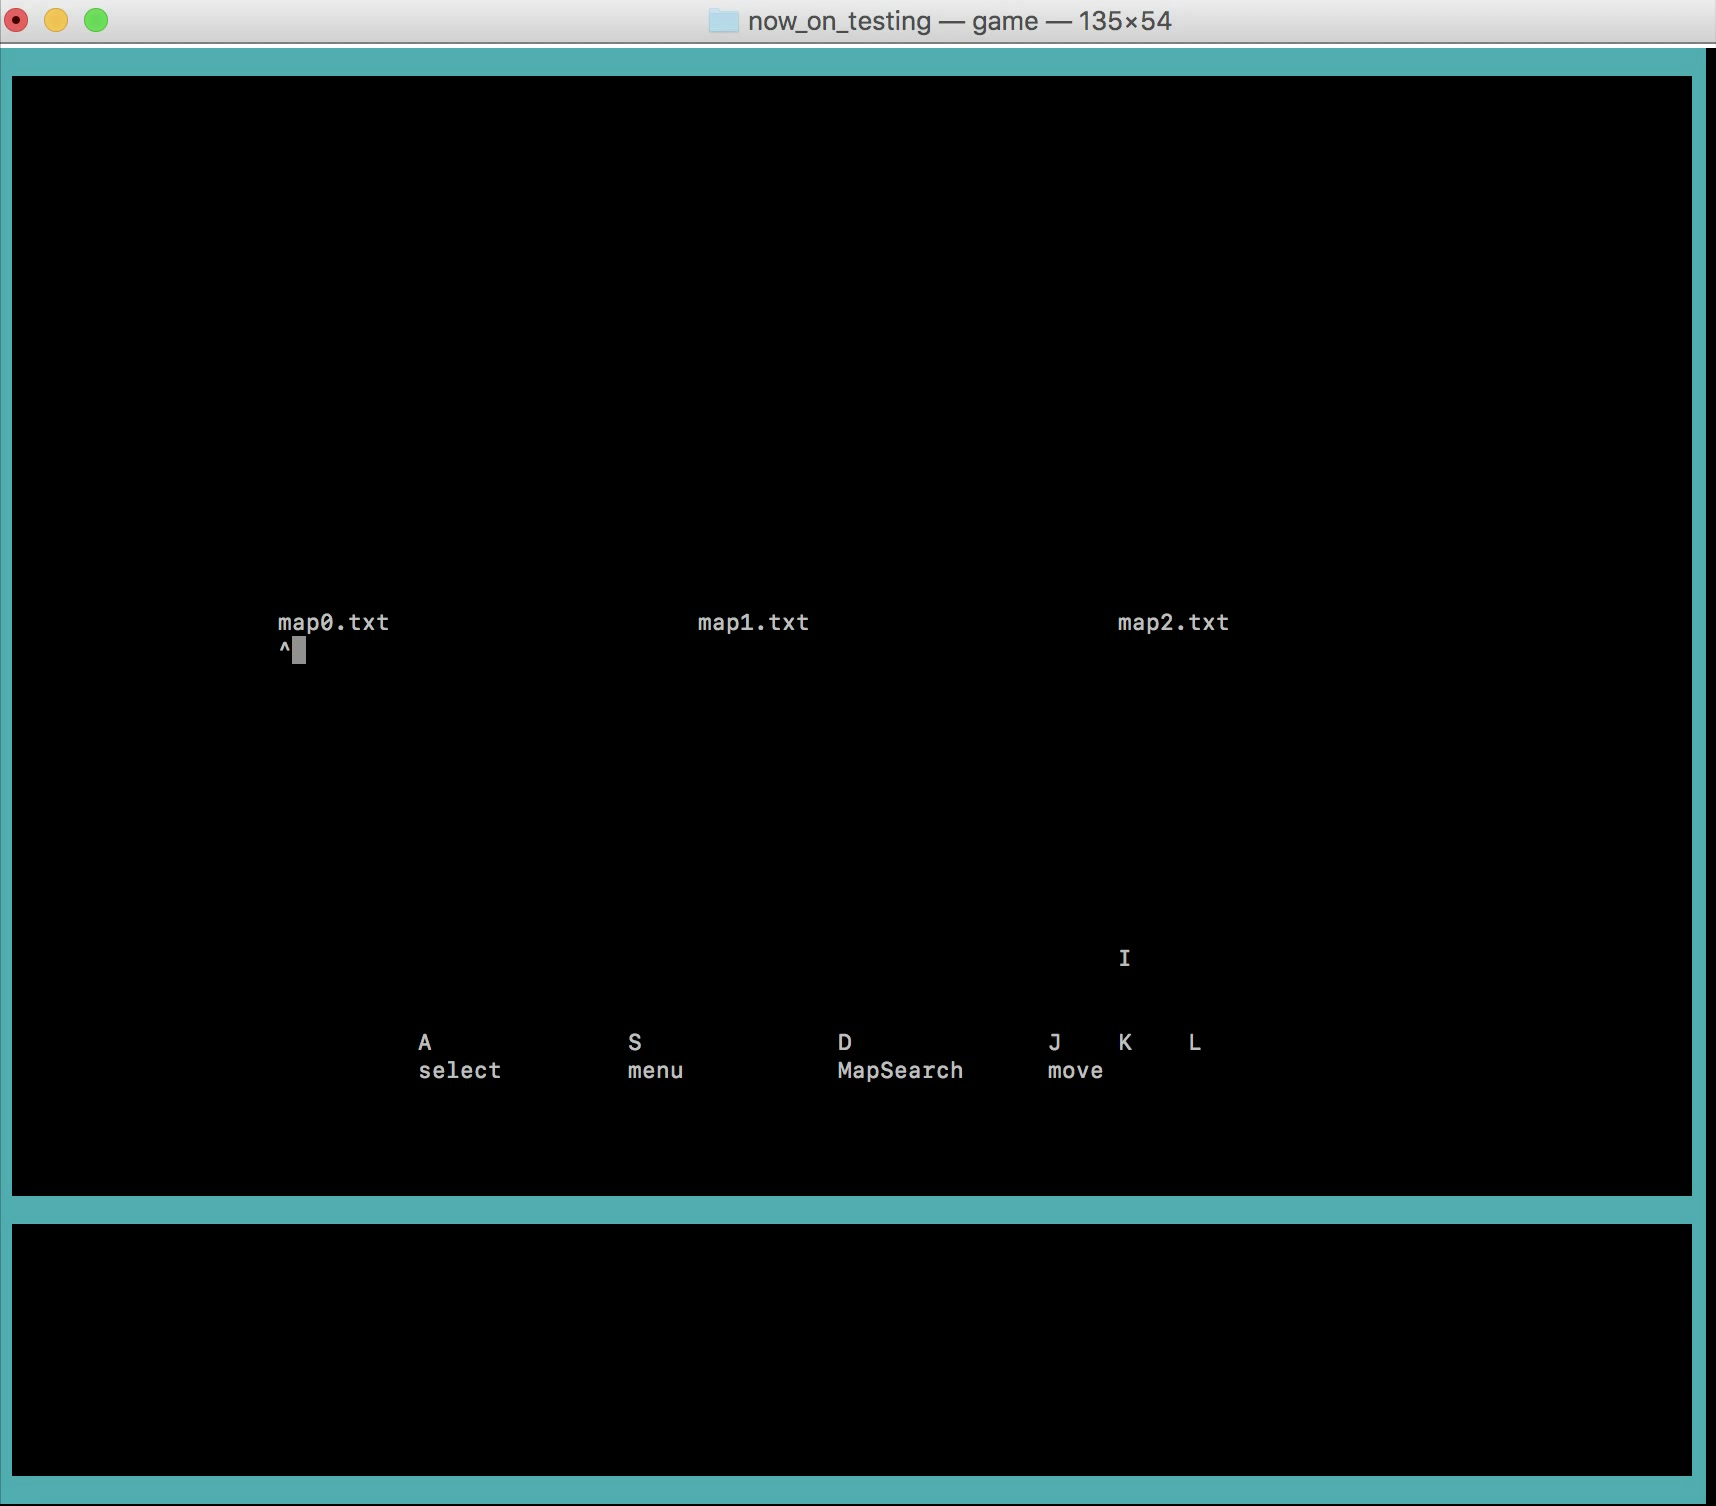 now_on_testing — game — 135×54
map0.txt map1.txt map2.txt
^
I
A S D J K L
select menu MapSearch move